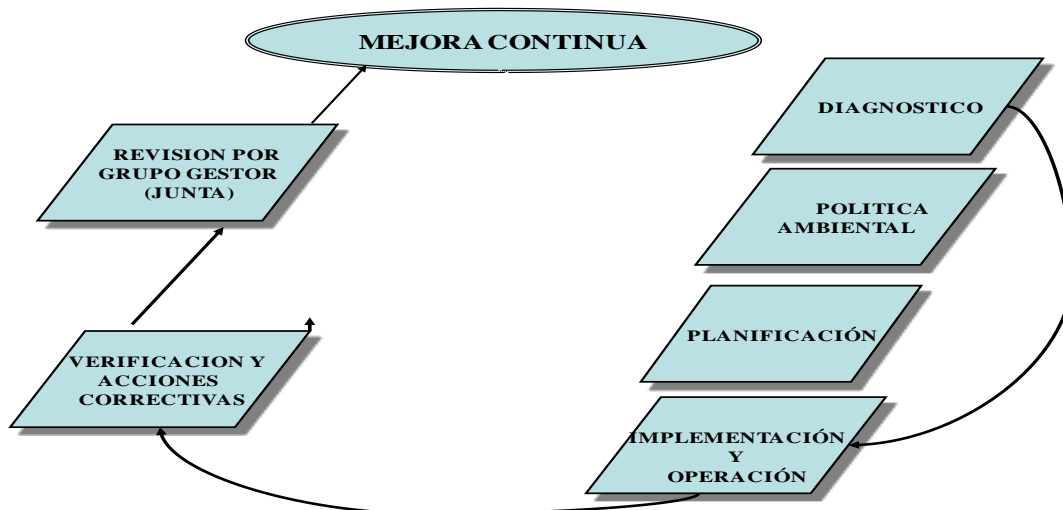 MEJORA CONTINUA
DIAGNOSTICO
REVISION POR
GRUPO GESTOR
(JUNTA)
POLITICA
AMBIENTAL
PLANIFICACIÓN
VERIFICACION Y
ACCIONES
CORRECTIVAS
IMPLEMENTACIÓN
Y
OPERACIÓN